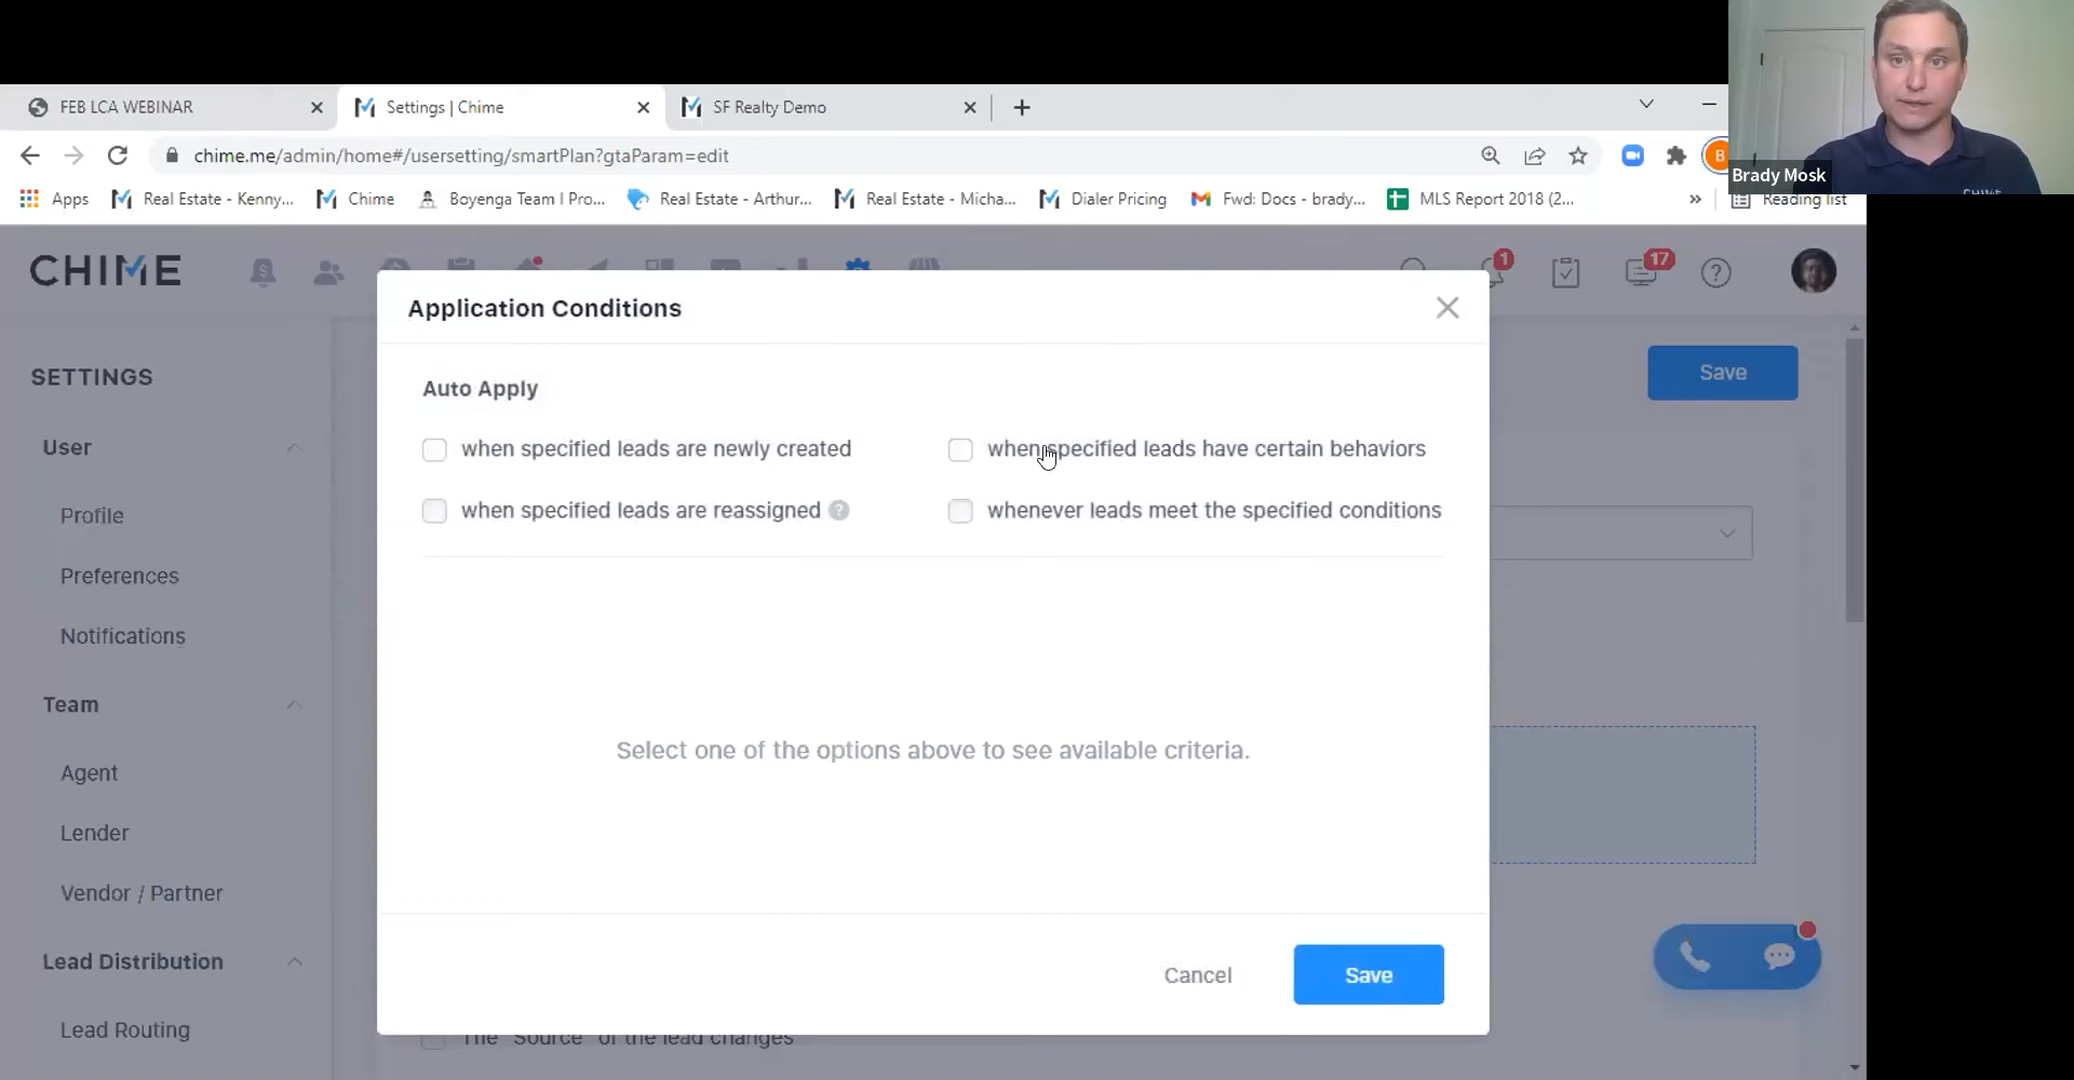 FEB LCA WEBINAR
Settings | Chime
SF Realty Demo
chime.me/admin/home#/usersetting/smartPlan?gtaParam=edit
B
Brady Mosk
Apps
Real Estate - Kenny...
Chime
Boyenga Team | Pro...
Real Estate - Arthur...
Real Estate - Micha...
Dialer Pricing
Fwd: Docs - brady...
MLS Report 2018 (2...
»
Reading list
CHIME
1
17
?
Application Conditions
SETTINGS
Save
Auto Apply
User
when specified leads are newly created
when specified leads have certain behaviors
Profile
when specified leads are reassigned ?
whenever leads meet the specified conditions
Preferences
Notifications
Team
Select one of the options above to see available criteria.
Agent
Lender
Vendor / Partner
Lead Distribution
Cancel
Save
Lead Routing
The "Source" of the lead changes